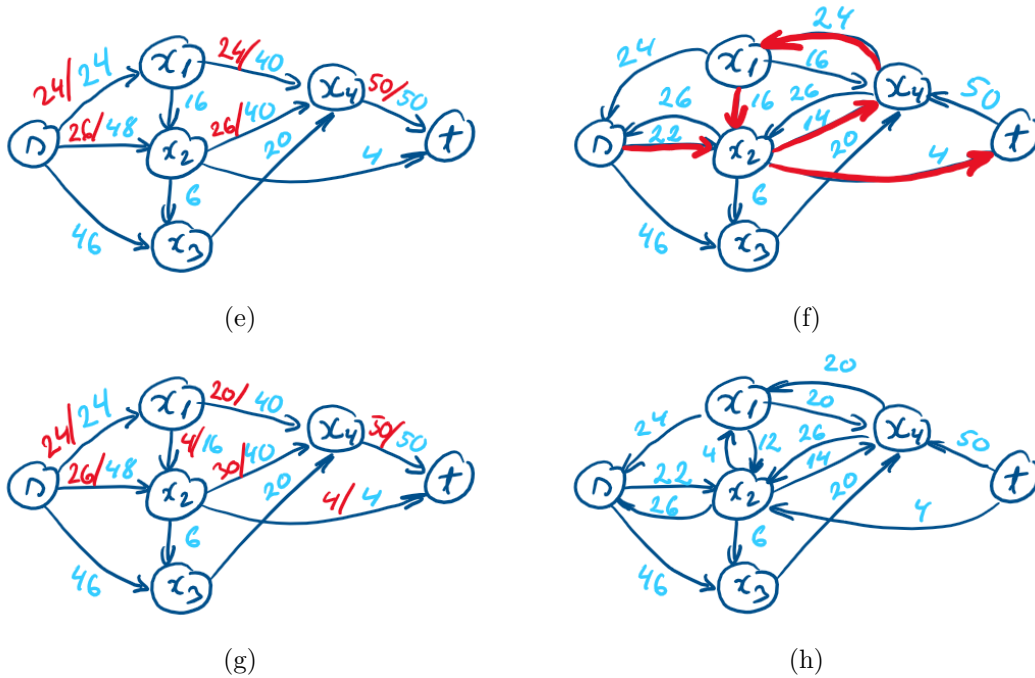 24/24 x1 24/40 50/50
16 x4
s 26/48 x2 26/40 20 4 t
6
46 x3
(e)
24
24 x1 16 x4 50
26 16 26
s 22 x2 14 20 4 t
6
46 x3
(f)
24/24 x1 20/40 50/50
4/16 x4
s 26/48 x2 30/40 20 4/4 t
6
46 x3
(g)
20
24 x1 20 x4 50
4 12 26
s 22 x2 14 20 t
26 4
6
46 x3
(h)